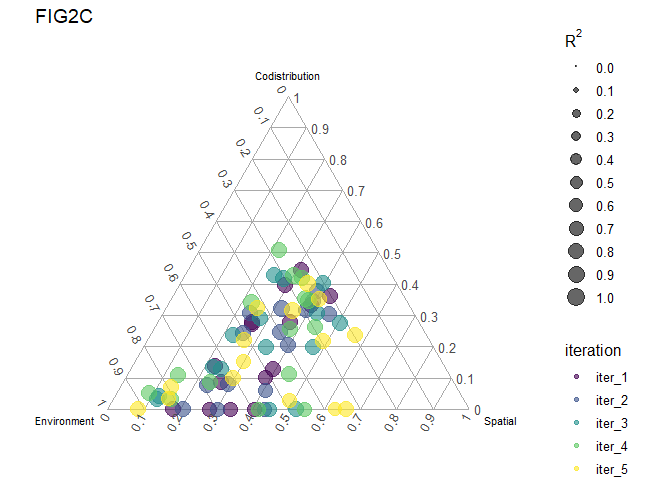 FIG2C
Codistribution
0 1
0.1 0.9
0.2 0.8
0.3 0.7
0.4 0.6
0.5 0.5
0.6 0.4
0.7 0.3
0.8 0.2
0.9 0.1
1 0
Environment Spatial
0 0.1 0.2 0.3 0.4 0.5 0.6 0.7 0.8 0.9 1
R²
0.0
0.1
0.2
0.3
0.4
0.5
0.6
0.7
0.8
0.9
1.0
iteration
iter_1
iter_2
iter_3
iter_4
iter_5